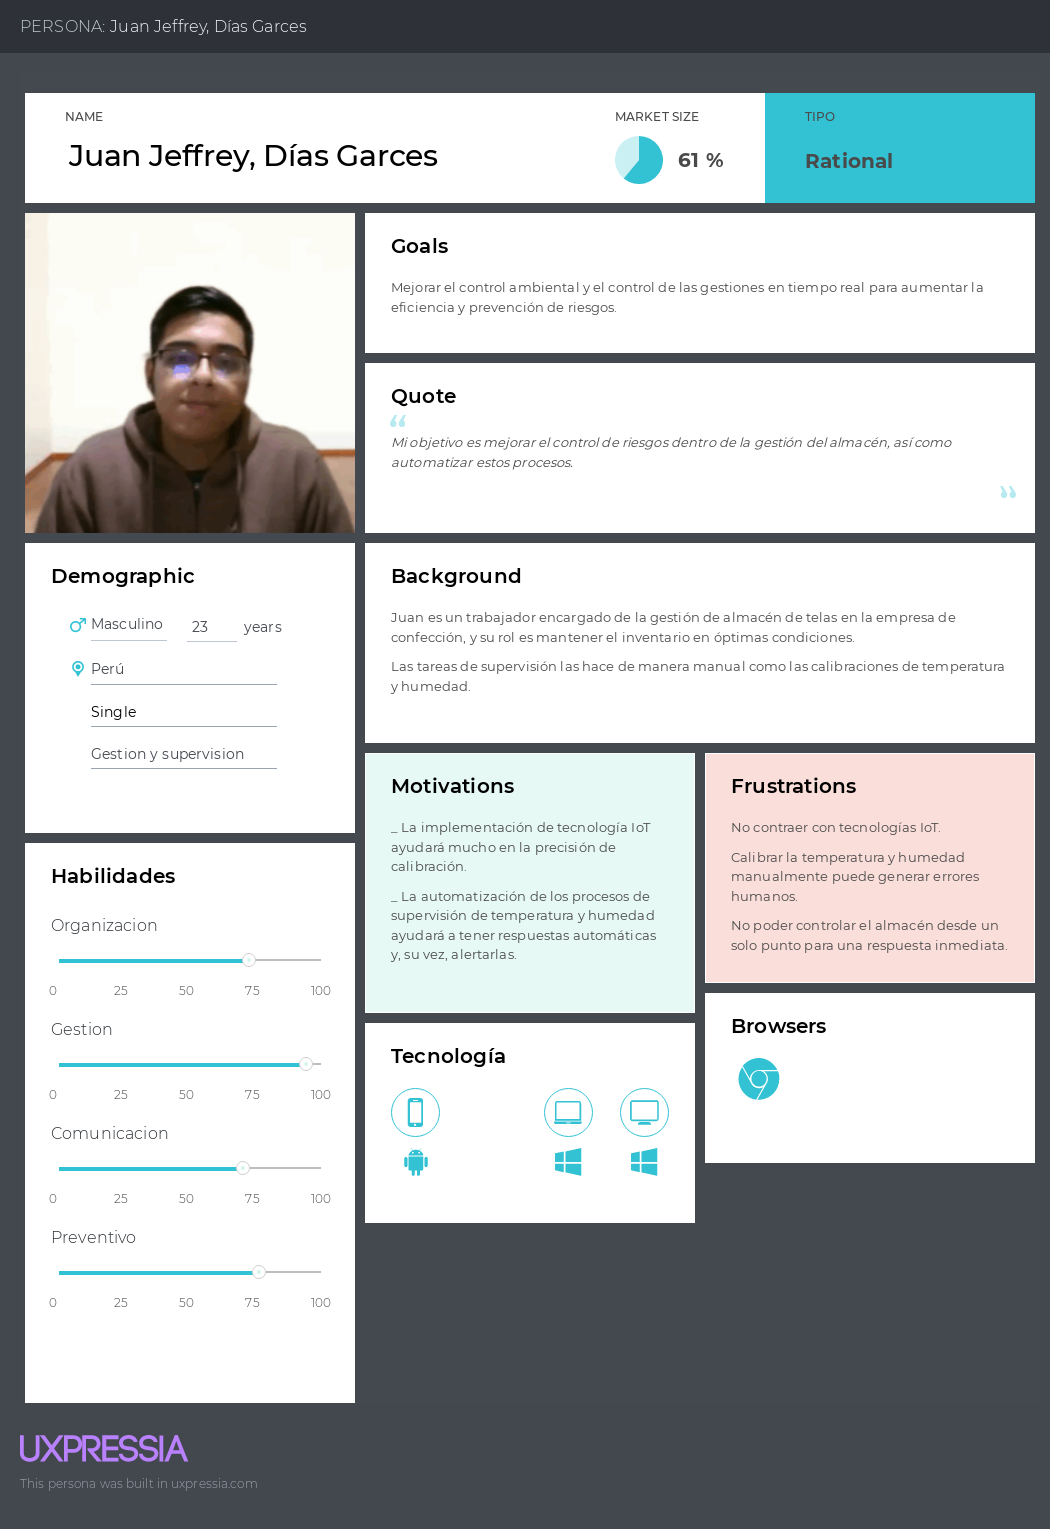 PERSONA: Juan Jeffrey, Días Garces
NAME
Juan Jeffrey, Días Garces
MARKET SIZE
61 %
TIPO
Rational
Goals
Mejorar el control ambiental y el control de las gestiones en tiempo real para aumentar la
eficiencia y prevención de riesgos.
Quote
“
Mi objetivo es mejorar el control de riesgos dentro de la gestión del almacén, así como
automatizar estos procesos.
”
Demographic
Masculino 23 years
Perú
Single
Gestion y supervision
Background
Juan es un trabajador encargado de la gestión de almacén de telas en la empresa de
confección, y su rol es mantener el inventario en óptimas condiciones.
Las tareas de supervisión las hace de manera manual como las calibraciones de temperatura
y humedad.
Habilidades
Organizacion
0 25 50 75 100
Gestion
0 25 50 75 100
Comunicacion
0 25 50 75 100
Preventivo
0 25 50 75 100
Motivations
_ La implementación de tecnología IoT
ayudará mucho en la precisión de
calibración.
_ La automatización de los procesos de
supervisión de temperatura y humedad
ayudará a tener respuestas automáticas
y, su vez, alertarlas.
Frustrations
No contraer con tecnologías IoT.
Calibrar la temperatura y humedad
manualmente puede generar errores
humanos.
No poder controlar el almacén desde un
solo punto para una respuesta inmediata.
Tecnología
Browsers
UXPRESSIA
This persona was built in uxpressia.com